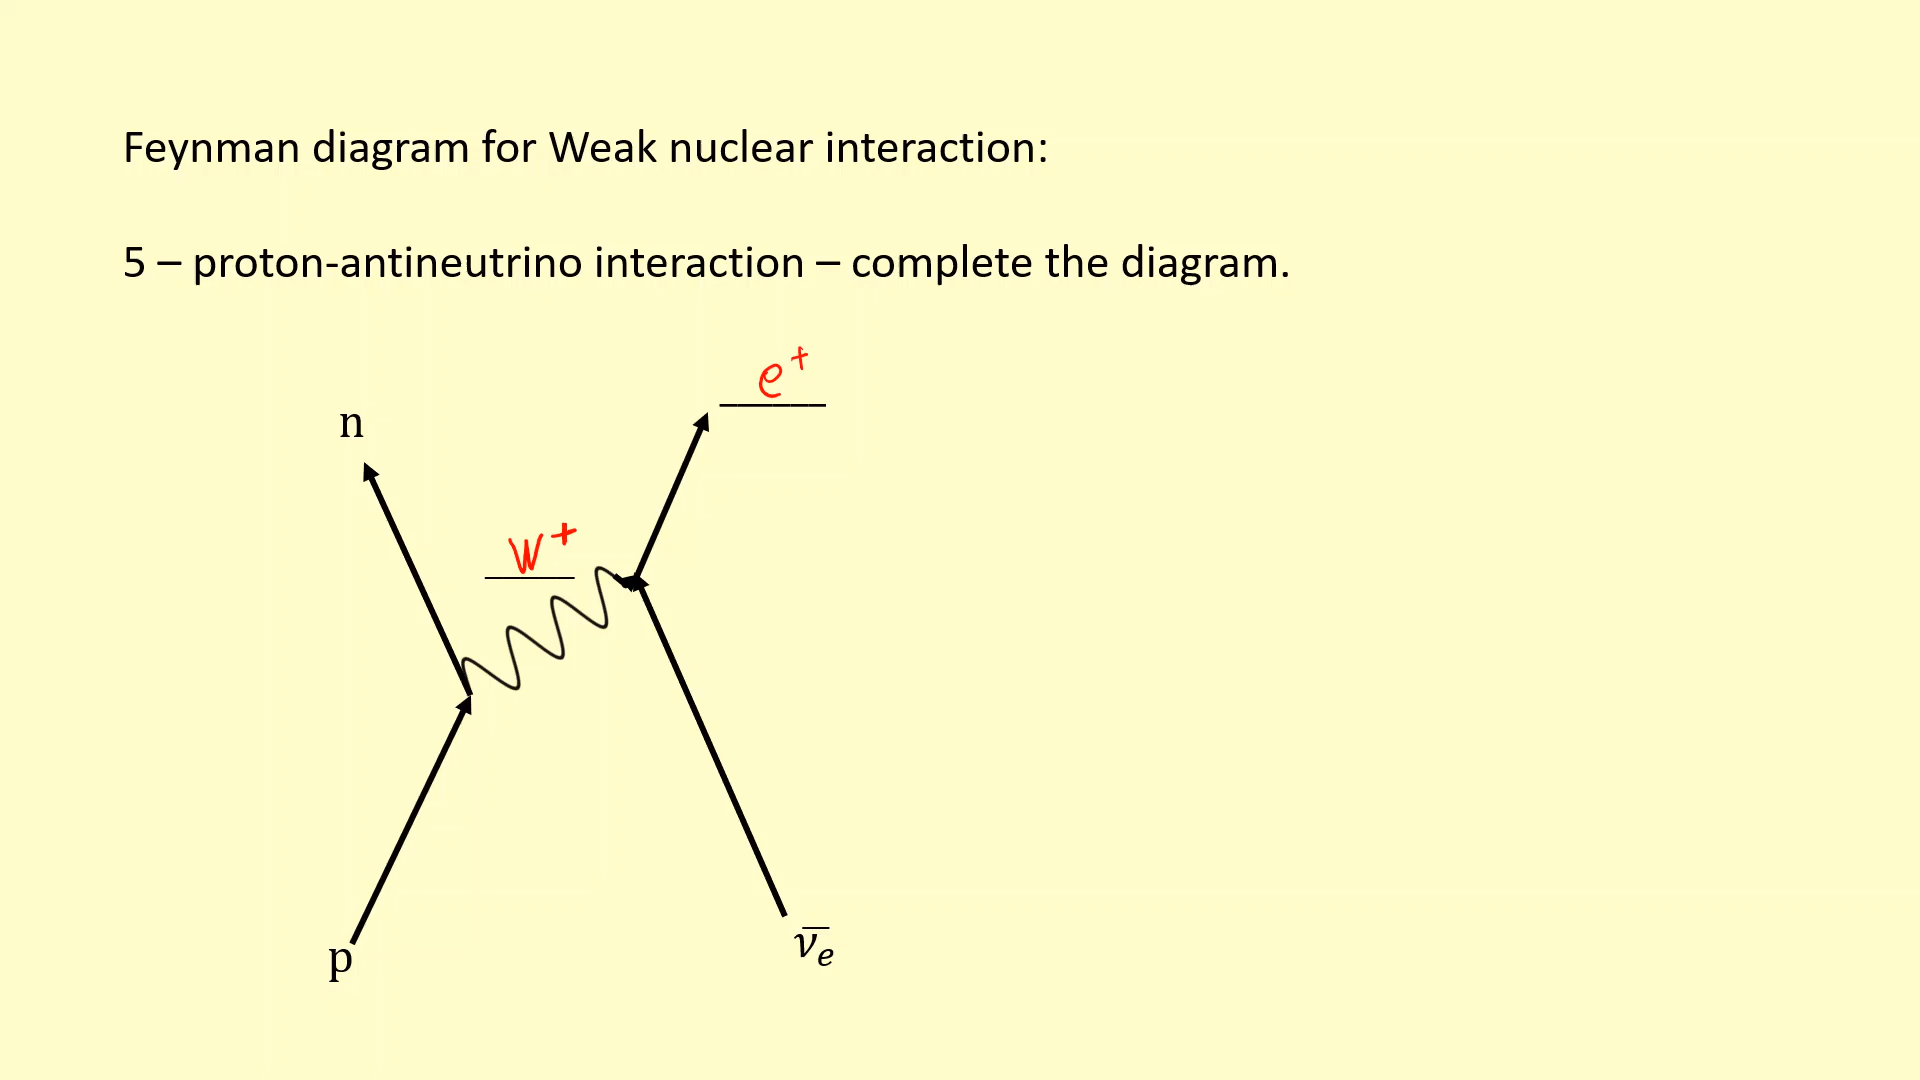 Feynman diagram for Weak nuclear interaction:
5 – proton-antineutrino interaction – complete the diagram.
e⁺
n
W⁺
p
ν̅ₑ